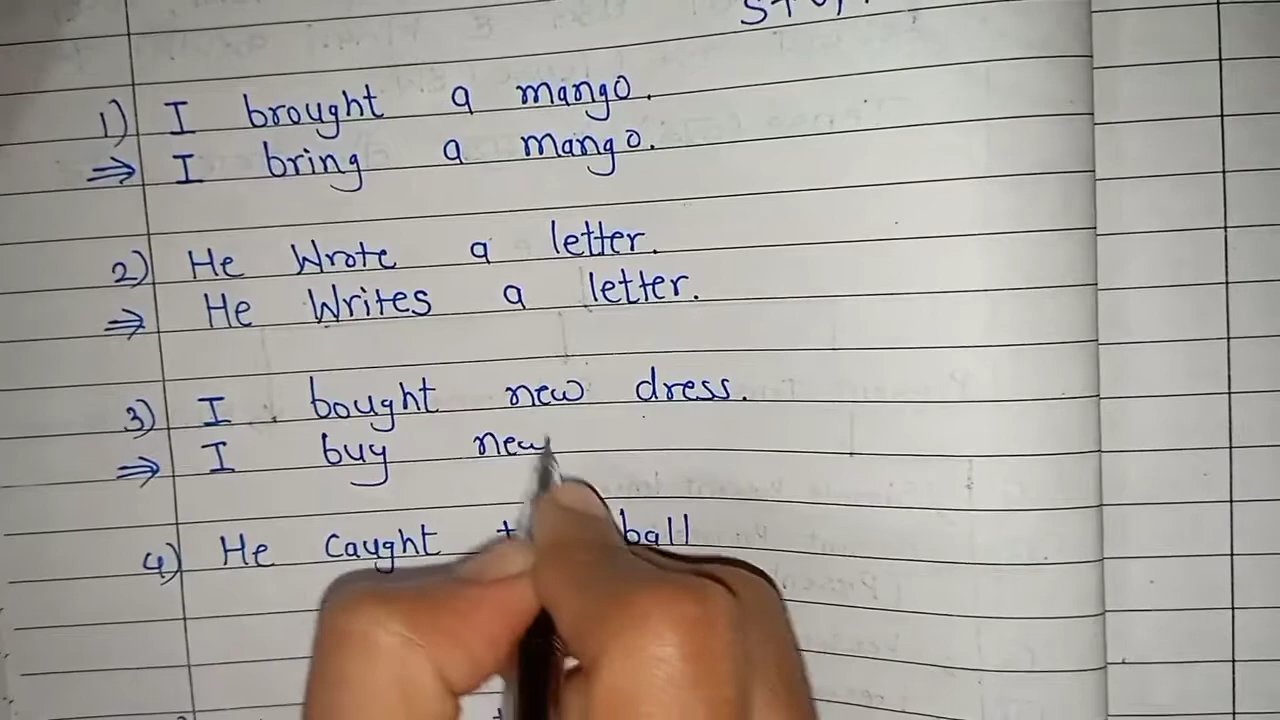 1) I brought a mango.
⇒ I bring a mango.
2) He Wrote a letter.
⇒ He Writes a letter.
3) I bought new dress.
⇒ I buy new
4) He caught ball